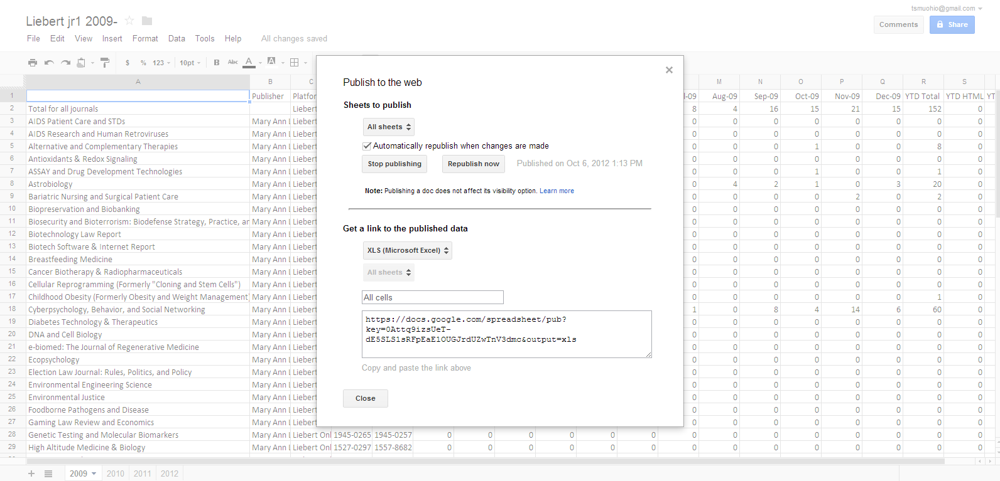 tsmuohio@gmail.com
Liebert jr1 2009-
Comments
Share
File Edit View Insert Format Data Tools Help All changes saved
$ % 123 10pt B Abc A A
A B C M N O P Q R S
1 Publisher Platfor -09 Aug-09 Sep-09 Oct-09 Nov-09 Dec-09 YTD Total YTD HTML YT
2 Total for all journals Liebert 8 4 16 15 21 15 152 0
3 AIDS Patient Care and STDs Mary Ann L Liebert 0 0 0 0 0 0 0 0
4 AIDS Research and Human Retroviruses Mary Ann L Liebert 0 0 0 0 0 0 0 0
5 Alternative and Complementary Therapies Mary Ann L Liebert 0 0 0 1 0 0 8 0
6 Antioxidants & Redox Signaling Mary Ann L Liebert 0 0 0 0 0 0 0 0
7 ASSAY and Drug Development Technologies Mary Ann L Liebert 0 0 0 1 0 0 1 0
8 Astrobiology Mary Ann L Liebert 0 4 2 1 0 3 20 0
9 Bariatric Nursing and Surgical Patient Care Mary Ann L Liebert 0 0 0 0 2 0 2 0
10 Biopreservation and Biobanking Mary Ann L Liebert 0 0 0 0 0 0 0 0
11 Biosecurity and Bioterrorism: Biodefense Strategy, Practice, an Mary Ann L Liebert 0 0 0 0 0 0 0 0
12 Biotechnology Law Report Mary Ann L Liebert 0 0 0 0 0 0 0 0
13 Biotech Software & Internet Report Mary Ann L Liebert 0 0 0 0 0 0 0 0
14 Breastfeeding Medicine Mary Ann L Liebert 0 0 0 0 0 0 0 0
15 Cancer Biotherapy & Radiopharmaceuticals Mary Ann L Liebert 0 0 0 0 0 0 0 0
16 Cellular Reprogramming (Formerly "Cloning and Stem Cells") Mary Ann L Liebert 0 0 0 0 0 0 0 0
17 Childhood Obesity (Formerly Obesity and Weight Management) Mary Ann L Liebert 0 0 0 0 0 0 1 0
18 Cyberpsychology, Behavior, and Social Networking Mary Ann L Liebert 1 0 8 4 14 6 60 0
19 Diabetes Technology & Therapeutics Mary Ann L Liebert 0 0 0 0 0 0 0 0
20 DNA and Cell Biology Mary Ann L Liebert 0 0 0 0 0 0 0 0
21 e-biomed: The Journal of Regenerative Medicine Mary Ann L Liebert 0 0 0 0 0 0 0 0
22 Ecopsychology Mary Ann L Liebert 0 0 0 0 0 0 0 0
23 Election Law Journal: Rules, Politics, and Policy Mary Ann L Liebert 0 0 0 0 0 0 0 0
24 Environmental Engineering Science Mary Ann L Liebert 0 0 0 0 0 0 0 0
25 Environmental Justice Mary Ann L Liebert 0 0 0 0 0 0 0 0
26 Foodborne Pathogens and Disease Mary Ann L Liebert 0 0 0 0 0 0 0 0
27 Gaming Law Review and Economics Mary Ann L Liebert 0 0 0 0 0 0 0 0
28 Genetic Testing and Molecular Biomarkers Mary Ann L Liebert Onl 1945-0265 1945-0257 0 0 0 0 0 0 0 0 0 0 0 0 0 0
29 High Altitude Medicine & Biology Mary Ann L Liebert Onl 1527-0297 1557-8682 0 0 0 0 0 0 0 0 0 0 0 0 0 0
Publish to the web
Sheets to publish
All sheets
Automatically republish when changes are made
Stop publishing Republish now Published on Oct 6, 2012 1:13 PM
Note: Publishing a doc does not affect its visibility option. Learn more
Get a link to the published data
XLS (Microsoft Excel)
All sheets
All cells
https://docs.google.com/spreadsheet/pub?
key=0Attq9izsUeT-
dE5SLS1sRFpEaE1OUGJrdUZwTnV3dmc&output=xls
Copy and paste the link above
Close
2009 2010 2011 2012